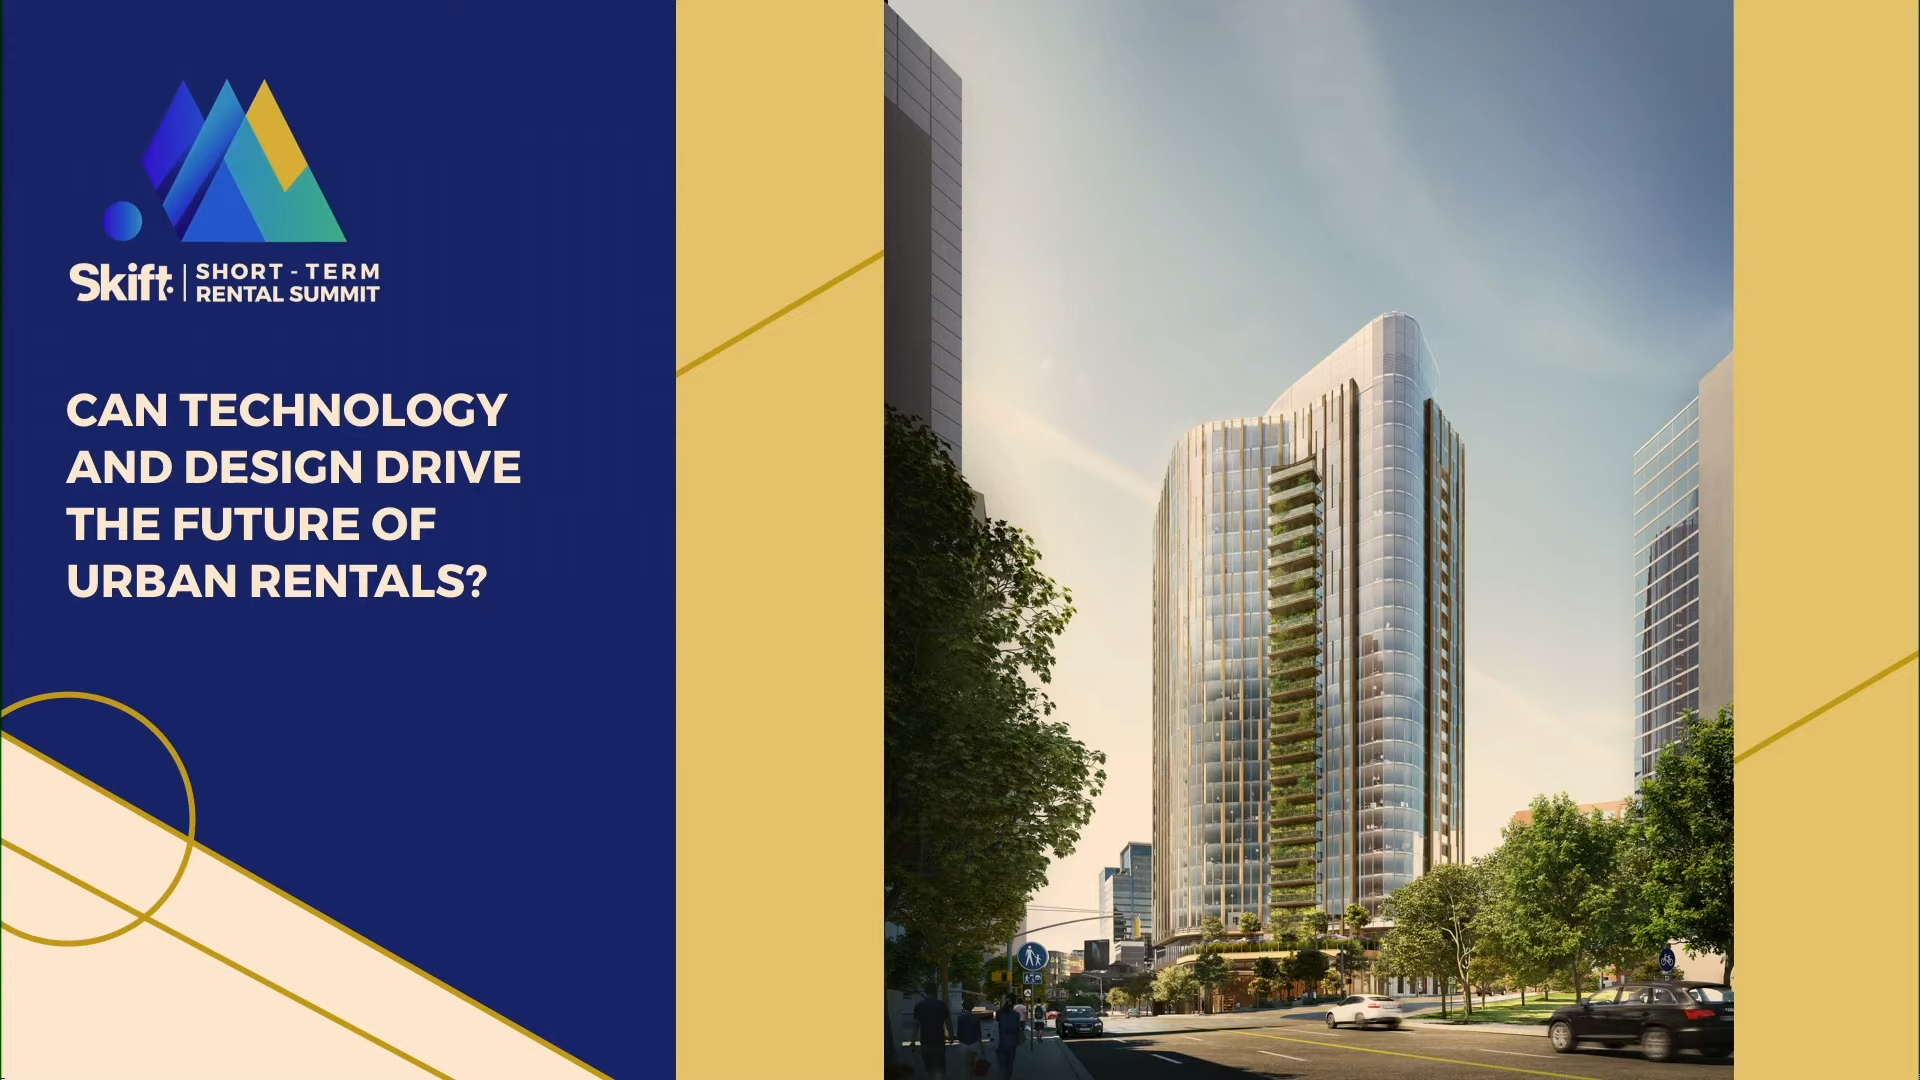 Skift
SHORT - TERM
RENTAL SUMMIT
CAN TECHNOLOGY
AND DESIGN DRIVE
THE FUTURE OF
URBAN RENTALS?